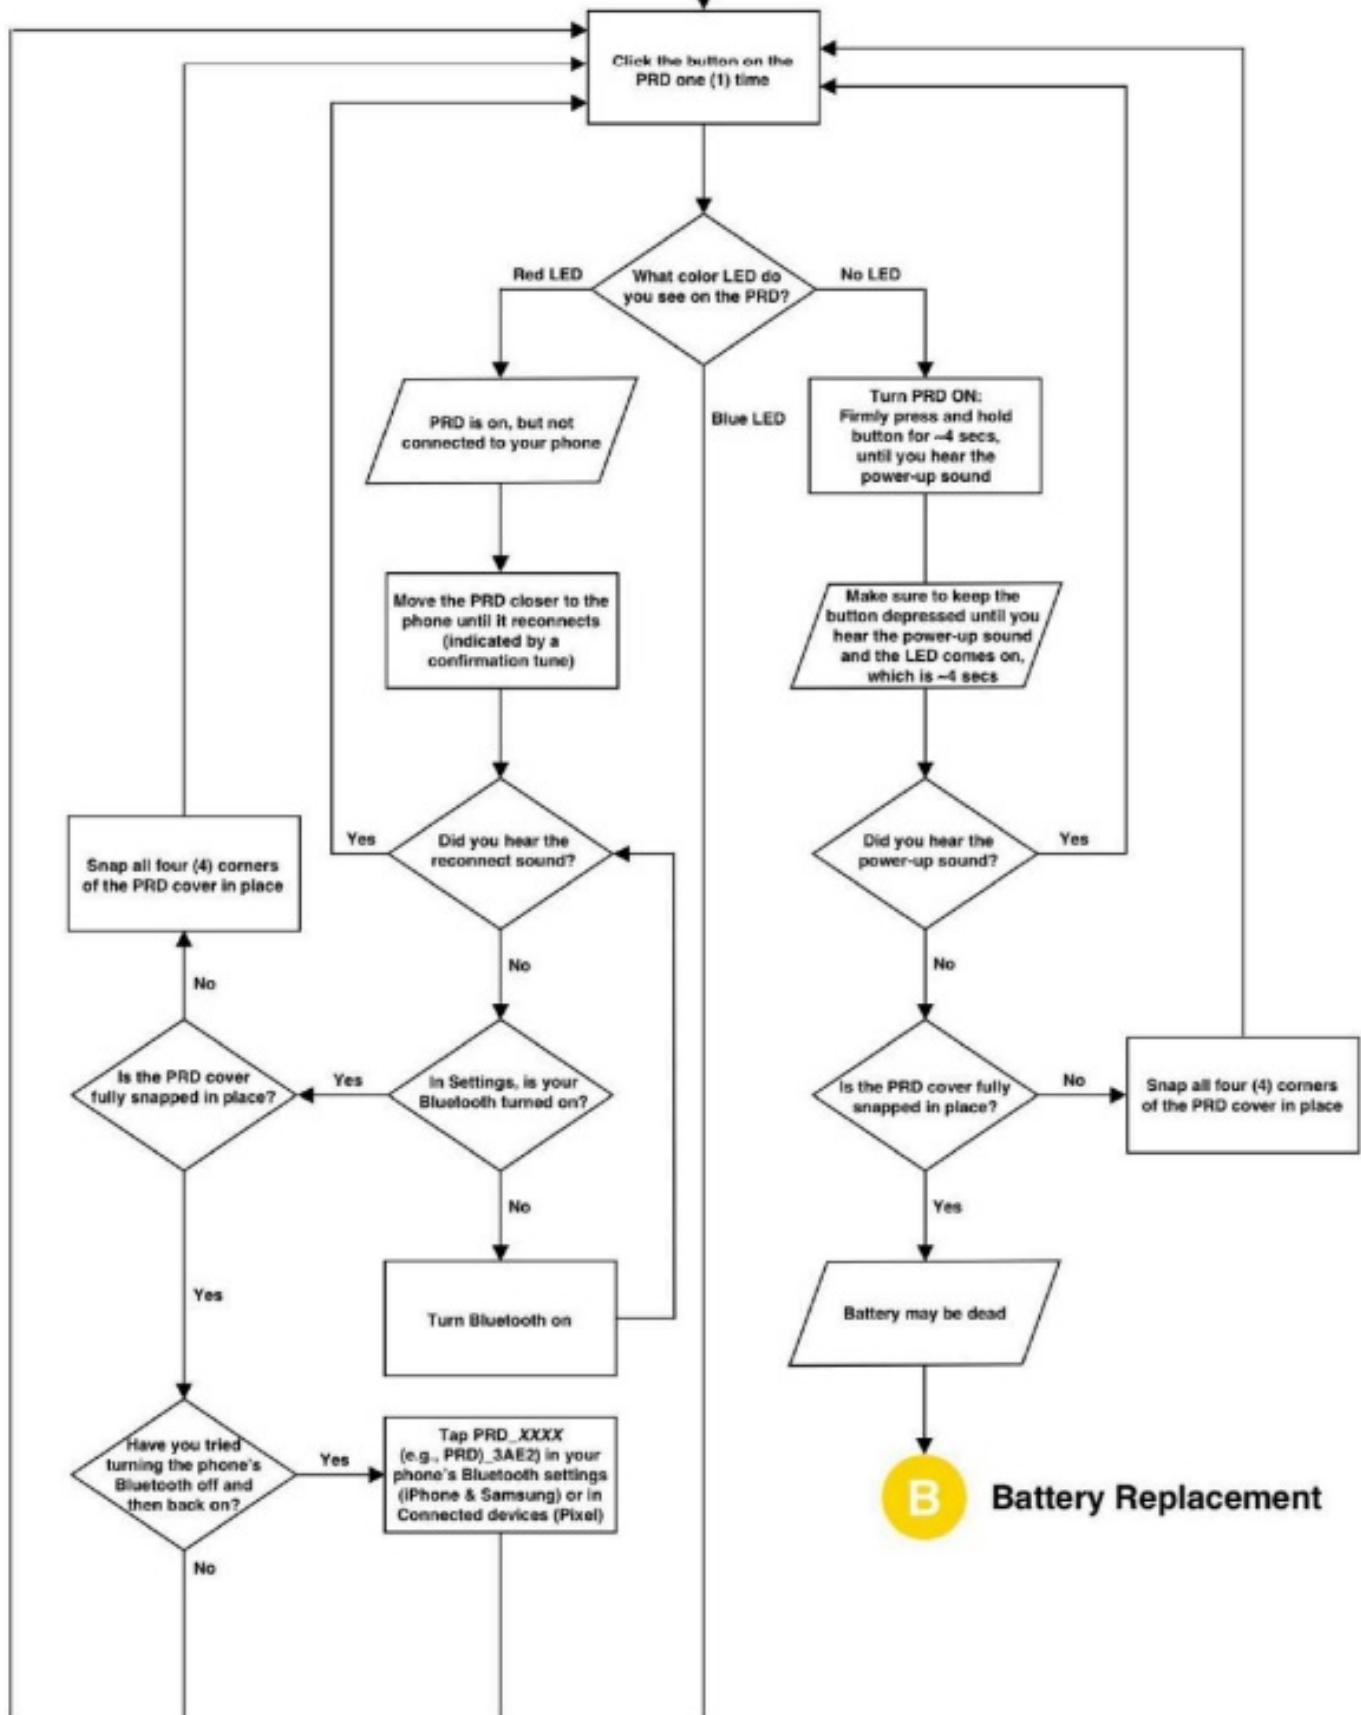 Click the button on the
PRD one (1) time
What color LED do
you see on the PRD?
Red LED
No LED
Blue LED
PRD is on, but not
connected to your phone
Turn PRD ON:
Firmly press and hold
button for ~4 secs,
until you hear the
power-up sound
Move the PRD closer to the
phone until it reconnects
(indicated by a
confirmation tune)
Make sure to keep the
button depressed until you
hear the power-up sound
and the LED comes on,
which is ~4 secs
Did you hear the
reconnect sound?
Yes
No
Did you hear the
power-up sound?
Yes
No
Snap all four (4) corners
of the PRD cover in place
No
Is the PRD cover
fully snapped in place?
Yes
In Settings, is your
Bluetooth turned on?
No
Is the PRD cover fully
snapped in place?
No
Snap all four (4) corners
of the PRD cover in place
Yes
Yes
Turn Bluetooth on
Battery may be dead
Have you tried
turning the phone's
Bluetooth off and
then back on?
Yes
No
Tap PRD_XXXX
(e.g., PRD)_3AE2) in your
phone's Bluetooth settings
(iPhone & Samsung) or in
Connected devices (Pixel)
B
Battery Replacement